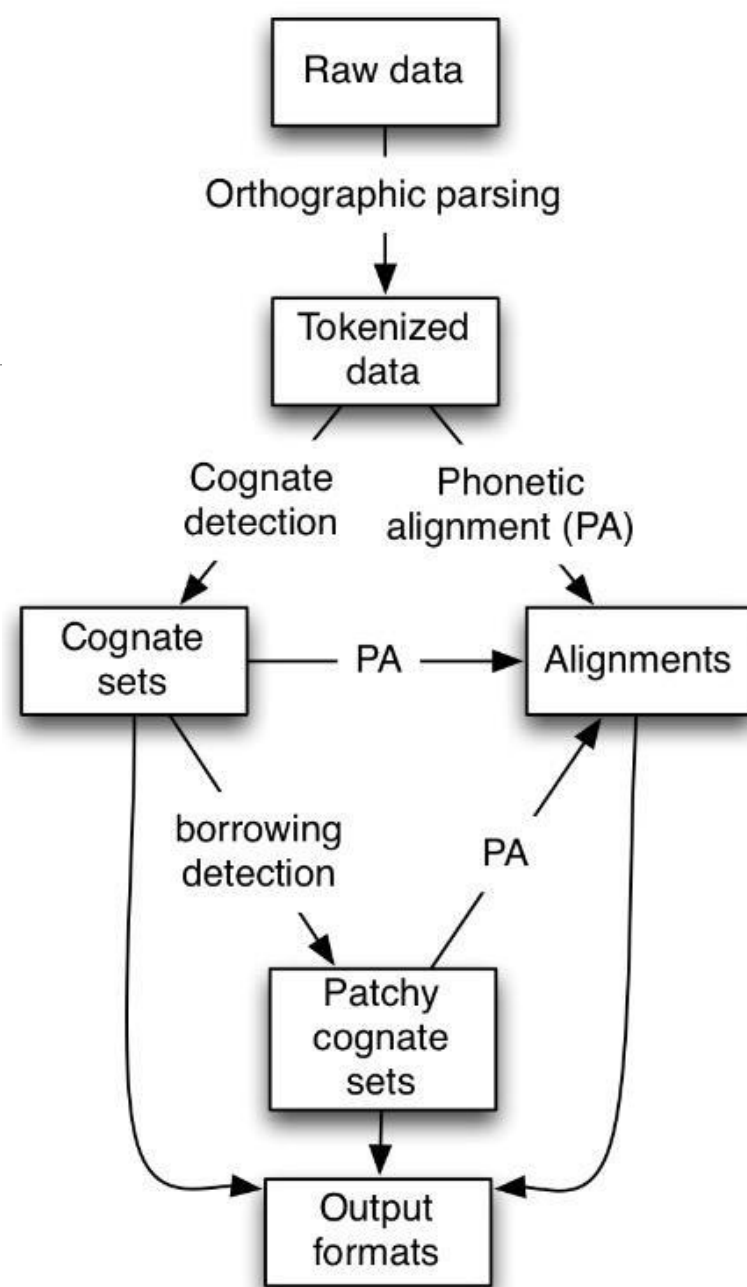 Raw data
Orthographic parsing
Tokenized
data
Cognate
detection
Phonetic
alignment (PA)
Cognate
sets
PA
Alignments
borrowing
detection
PA
Patchy
cognate
sets
Output
formats